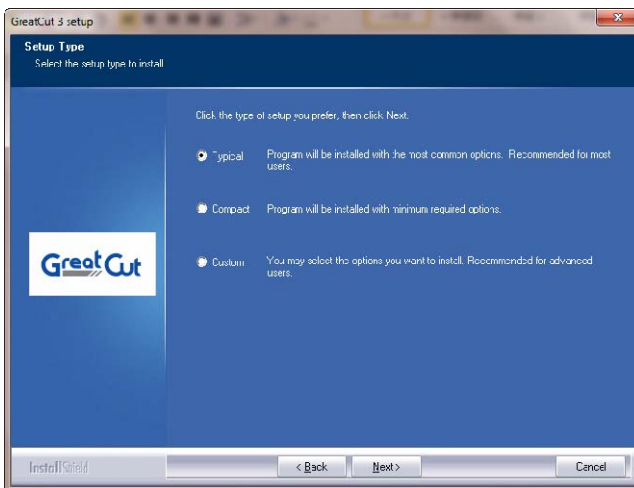 GreatCut 3 setup
Setup Type
Select the setup type to install
Click the type of setup you prefer, then click Next.
Typical
Program will be installed with the most common options. Recommended for most
users.
Compact
Program will be installed with minimum required options.
Custom
You may select the options you want to install. Recommended for advanced
users.
Great Cut
InstallShield
< Back
Next >
Cancel